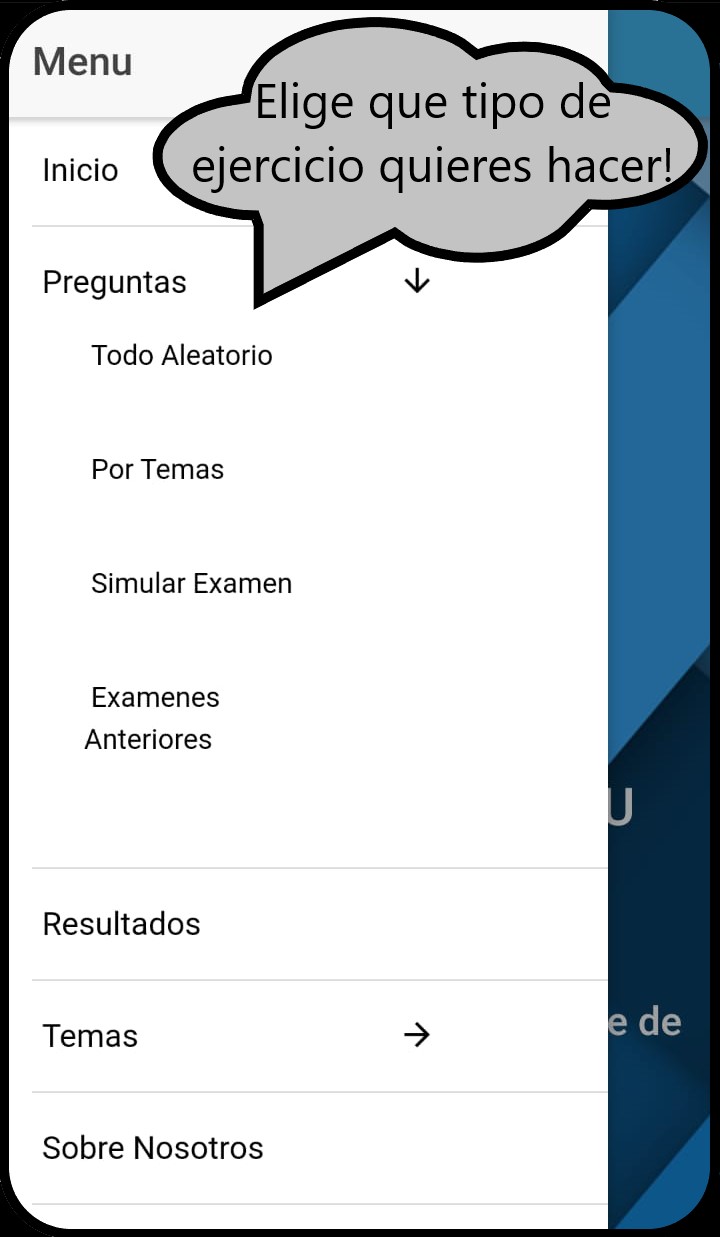 Menu
Elige que tipo de
ejercicio quieres hacer!
Inicio
Preguntas
Todo Aleatorio
Por Temas
Simular Examen
Examenes
Anteriores
U
Resultados
e de
Temas
Sobre Nosotros